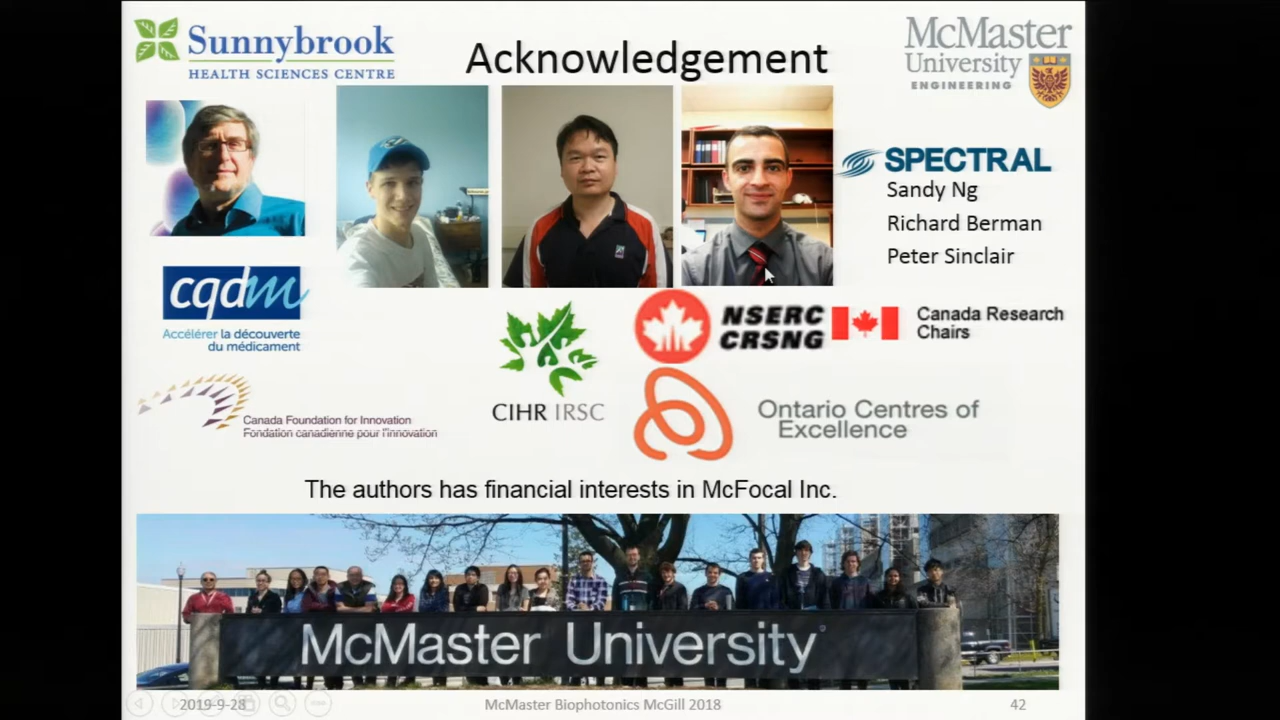 Sunnybrook
HEALTH SCIENCES CENTRE
Acknowledgement
McMaster
University
ENGINEERING
SPECTRAL
Sandy Ng
Richard Berman
Peter Sinclair
cqdm
Accélérer la découverte
du médicament
CIHR IRSC
NSERC
CRSNG
Canada Research
Chairs
Canada Foundation for Innovation
Fondation canadienne pour l'innovation
Ontario Centres of
Excellence
The authors has financial interests in McFocal Inc.
McMaster University
2019-9-28
McMaster Biophotonics McGill 2018
42